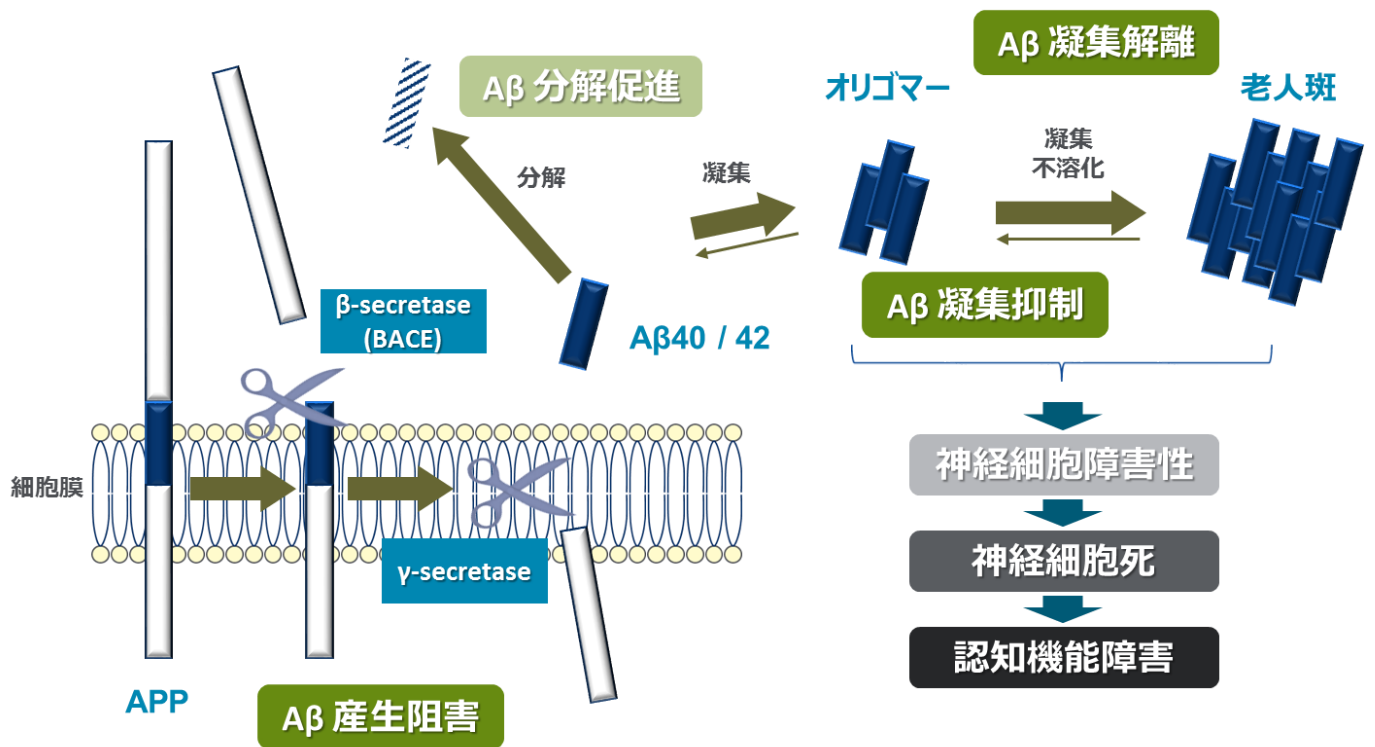 Aβ 凝集解離
Aβ 分解促進
オリゴマー
老人斑
分解
凝集
凝集
不溶化
β-secretase
(BACE)
Aβ40 / 42
Aβ 凝集抑制
細胞膜
γ-secretase
APP
Aβ 産生阻害
神経細胞障害性
神経細胞死
認知機能障害